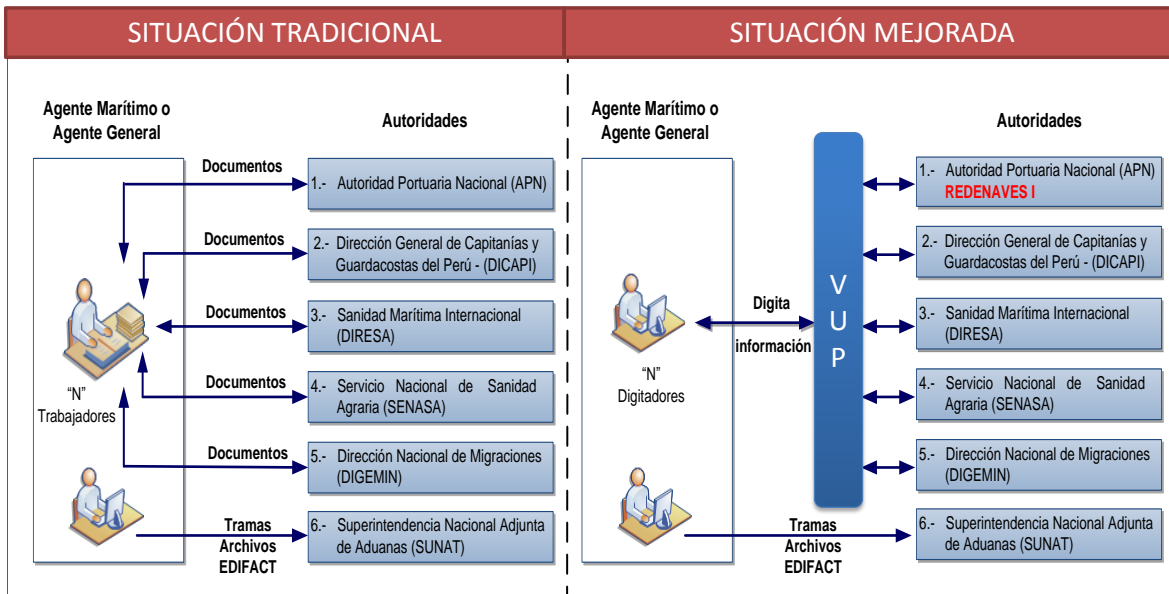 SITUACIÓN TRADICIONAL
Agente Marítimo o
Agente General
Autoridades
Documentos
1.- Autoridad Portuaria Nacional (APN)
Documentos
2.- Dirección General de Capitanías y
Guardacostas del Perú - (DICAPI)
Documentos
3.- Sanidad Marítima Internacional
(DIRESA)
"N"
Trabajadores
Documentos
4.- Servicio Nacional de Sanidad
Agraria (SENASA)
Documentos
5.- Dirección Nacional de Migraciones
(DIGEMIN)
Tramas
Archivos
EDIFACT
6.- Superintendencia Nacional Adjunta
de Aduanas (SUNAT)
SITUACIÓN MEJORADA
Agente Marítimo o
Agente General
Autoridades
"N"
Digitadores
Digita
información
V
U
P
1.- Autoridad Portuaria Nacional (APN)
REDENAVES I
2.- Dirección General de Capitanías y
Guardacostas del Perú - (DICAPI)
3.- Sanidad Marítima Internacional
(DIRESA)
4.- Servicio Nacional de Sanidad
Agraria (SENASA)
5.- Dirección Nacional de Migraciones
(DIGEMIN)
Tramas
Archivos
EDIFACT
6.- Superintendencia Nacional Adjunta
de Aduanas (SUNAT)